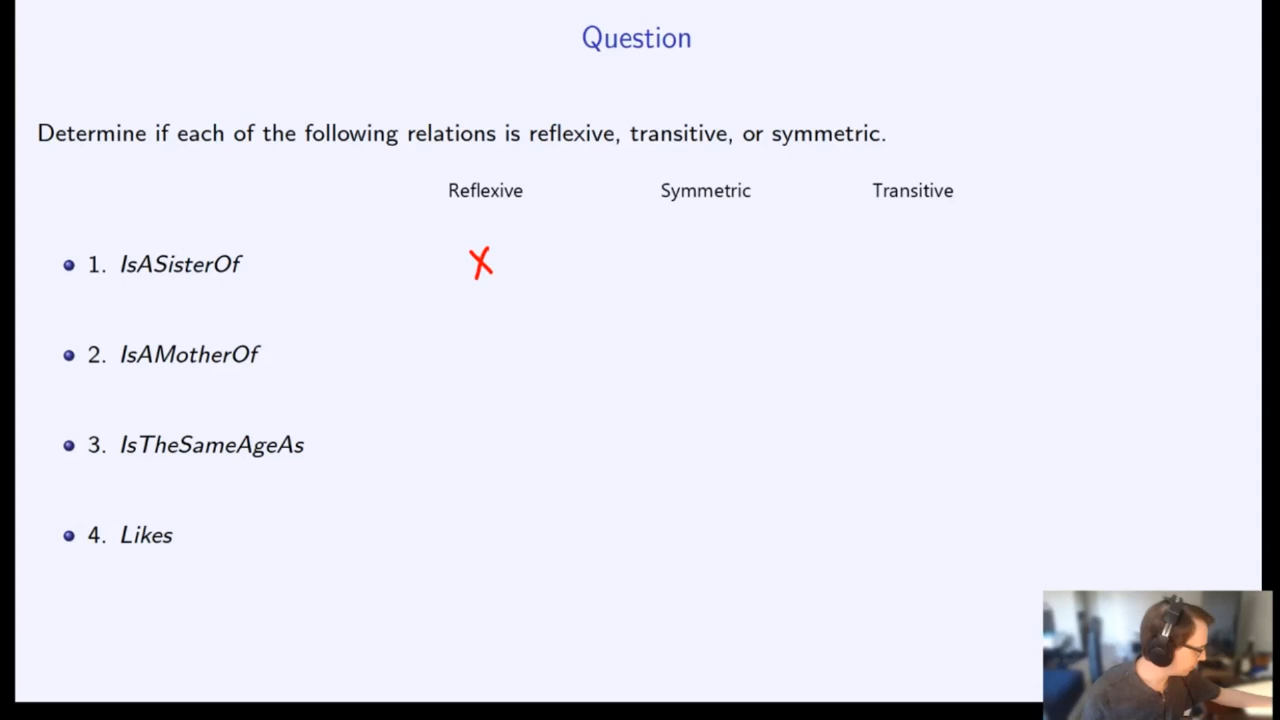 Question
Determine if each of the following relations is reflexive, transitive, or symmetric.
Reflexive Symmetric Transitive
1. IsASisterOf X
2. IsAMotherOf
3. IsTheSameAgeAs
4. Likes